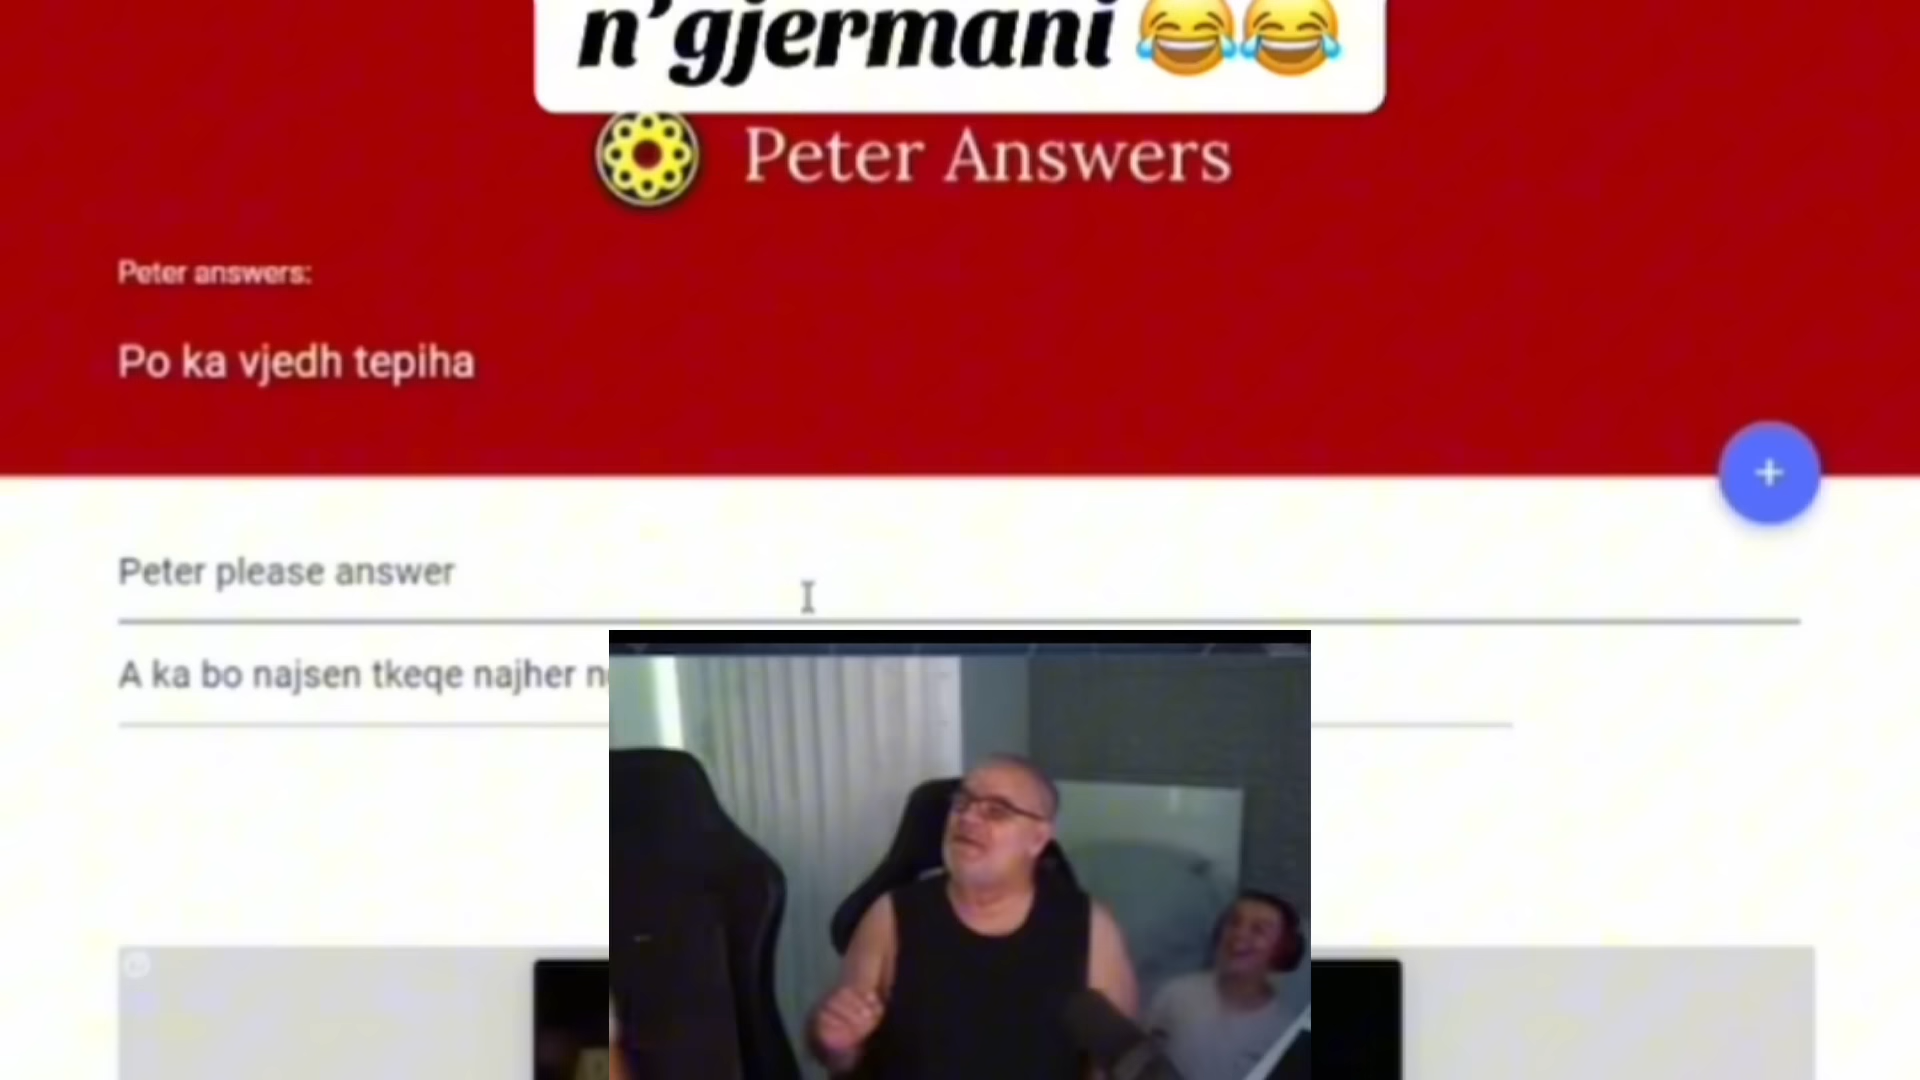 n'gjermani 😂😂
Peter Answers
Peter answers:
Po ka vjedh tepiha
+
Peter please answer
A ka bo najsen tkeqe najher